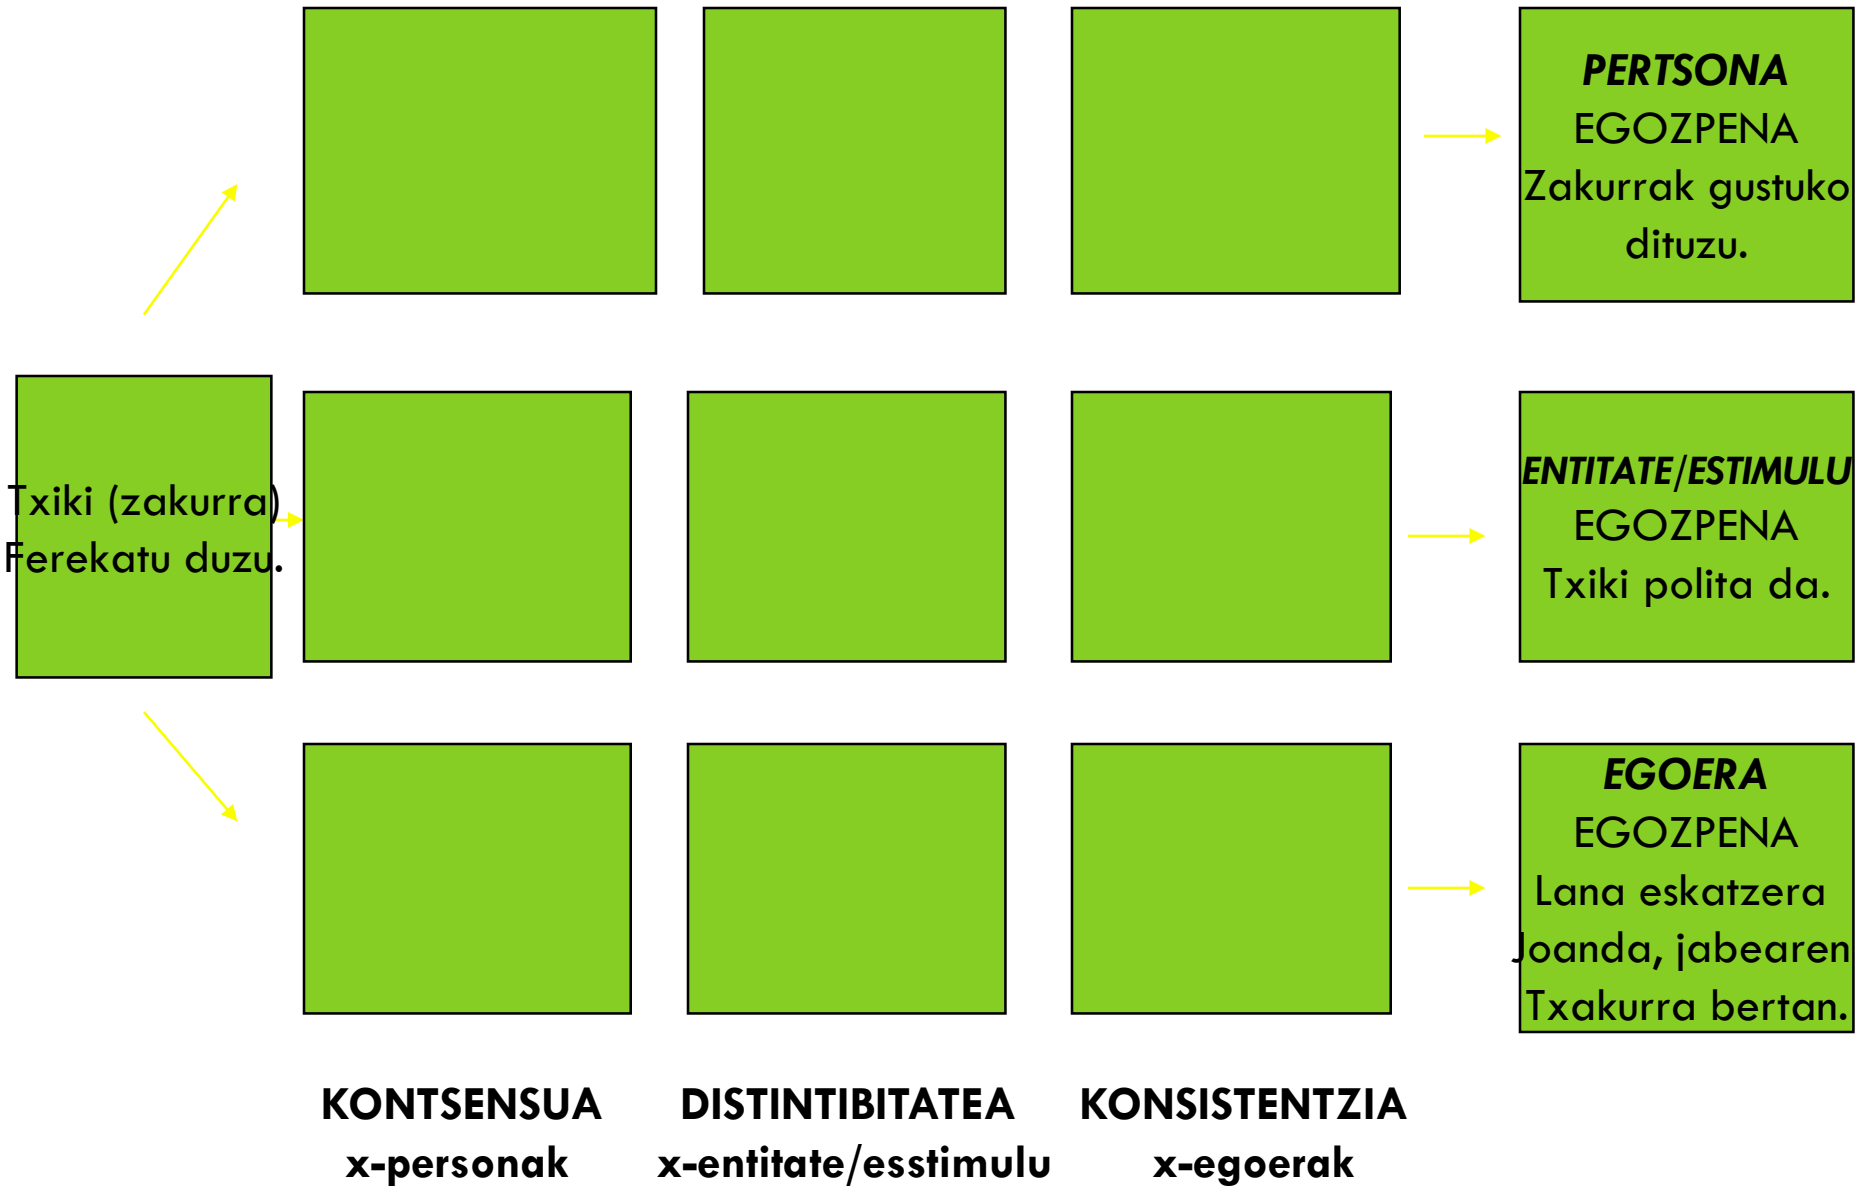 PERTSONA
EGOZPENA
Zakurrak gustuko
dituzu.
Txiki (zakurra)
Ferekatu duzu.
ENTITATE/ESTIMULU
EGOZPENA
Txiki polita da.
EGOERA
EGOZPENA
Lana eskatzera
Joanda, jabearen
Txakurra bertan.
KONTSENSUA
x-personak
DISTINTIBITATEA
x-entitate/esstimulu
KONSISTENTZIA
x-egoerak